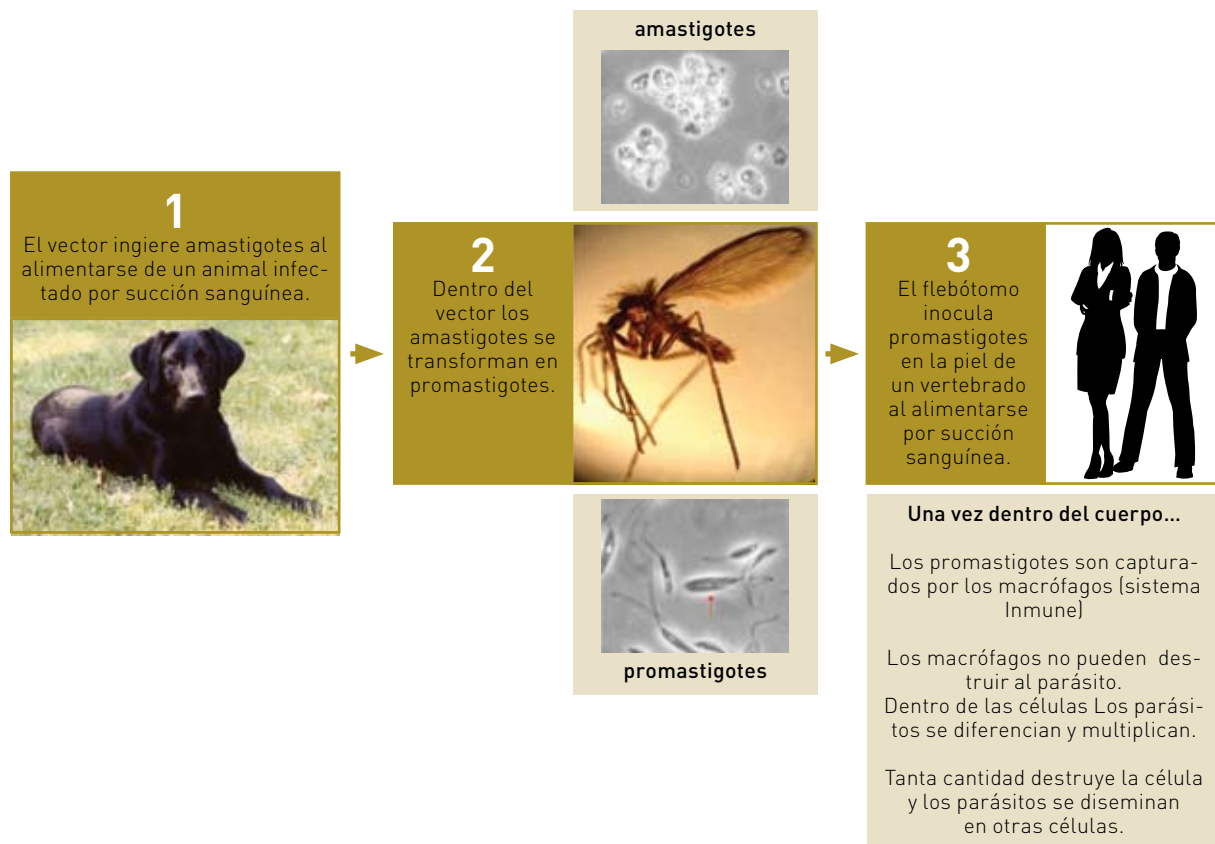 amastigotes
1
El vector ingiere amastigotes al
alimentarse de un animal infec-
tado por succión sanguínea.
2
Dentro del
vector los
amastigotes se
transforman en
promastigotes.
3
El flebótomo
inocula
promastigotes
en la piel de
un vertebrado
al alimentarse
por succión
sanguínea.
promastigotes
Una vez dentro del cuerpo...
Los promastigotes son captura-
dos por los macrófagos (sistema
Inmune)
Los macrófagos no pueden des-
truir al parásito.
Dentro de las células Los parási-
tos se diferencian y multiplican.
Tanta cantidad destruye la célula
y los parásitos se diseminan
en otras células.